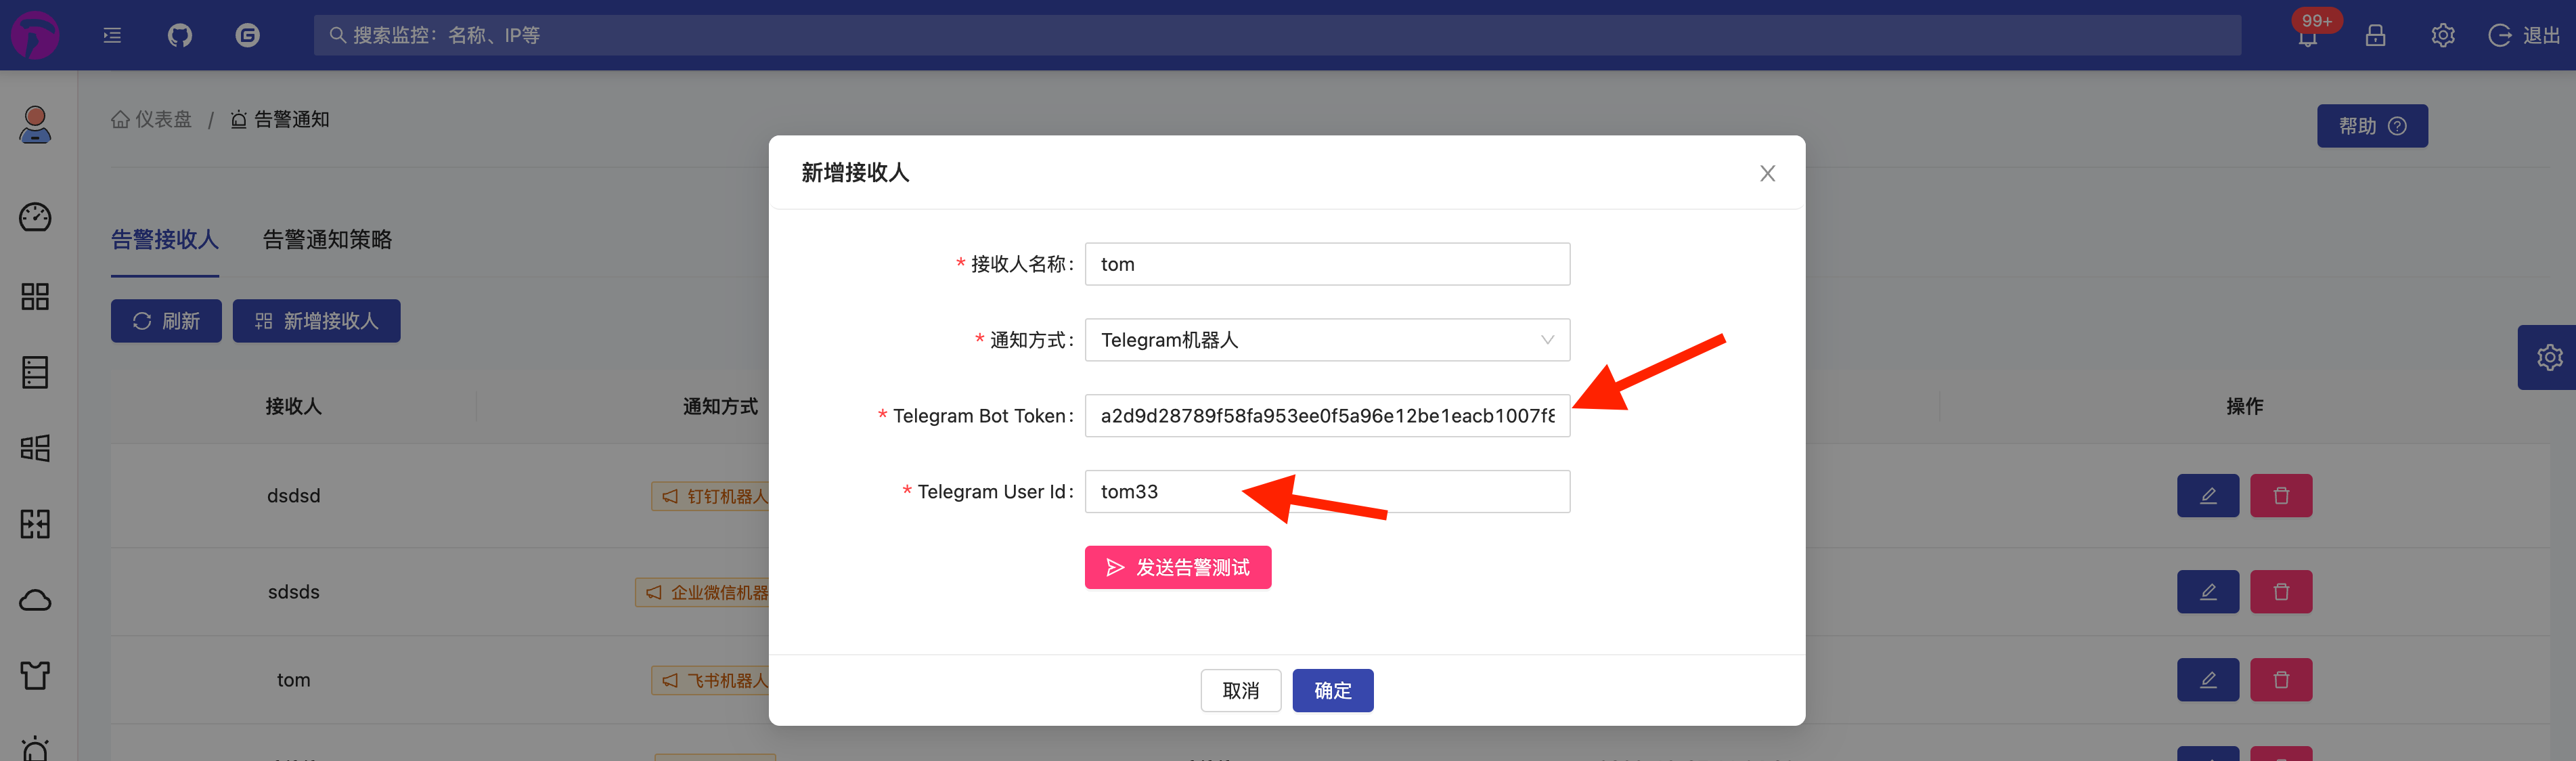 搜索监控：名称、IP等
99+
退出
仪表盘 / 告警通知
帮助
告警接收人 告警通知策略
刷新 新增接收人
接收人 通知方式 操作
dsdsd 钉钉机器人
sdsds 企业微信机器
tom 飞书机器人
新增接收人
* 接收人名称: tom
* 通知方式: Telegram机器人
* Telegram Bot Token: a2d9d28789f58fa953ee0f5a96e12be1eacb1007f8
* Telegram User Id: tom33
发送告警测试
取消 确定